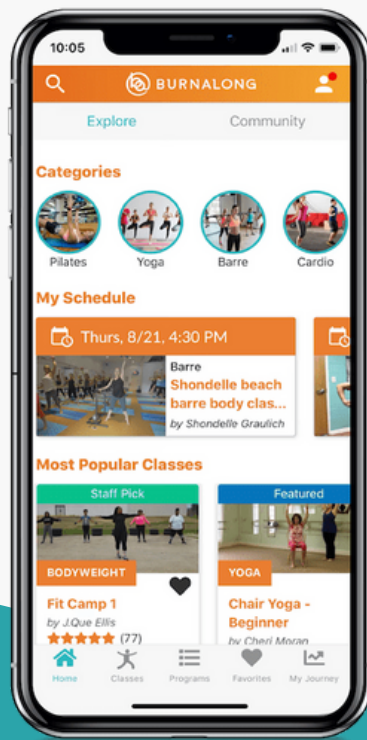 10:05
BURNALONG
Explore
Community
Categories
Pilates
Yoga
Barre
Cardio
My Schedule
Thurs, 8/21, 4:30 PM
Barre
Shondelle beach
barre body clas...
by Shondelle Graulich
Most Popular Classes
Staff Pick
BODYWEIGHT
Fit Camp 1
by J.Que Ellis
(77)
Featured
YOGA
Chair Yoga -
Beginner
by Cheri Moran
Home
Classes
Programs
Favorites
My Journey